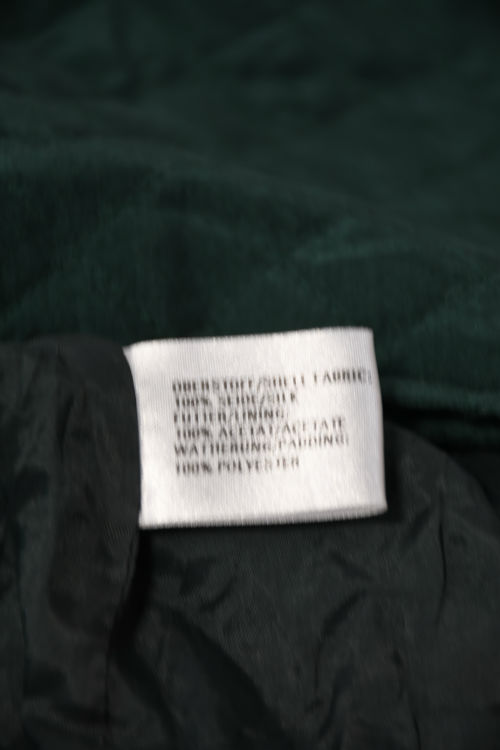 OBERSTOFF/SHELL FABRIC:
100% SEIDE/SILK
FUTTER/LINING:
100% ACETAT/ACETATE
WATTIERUNG/PADDING:
100% POLYESTER